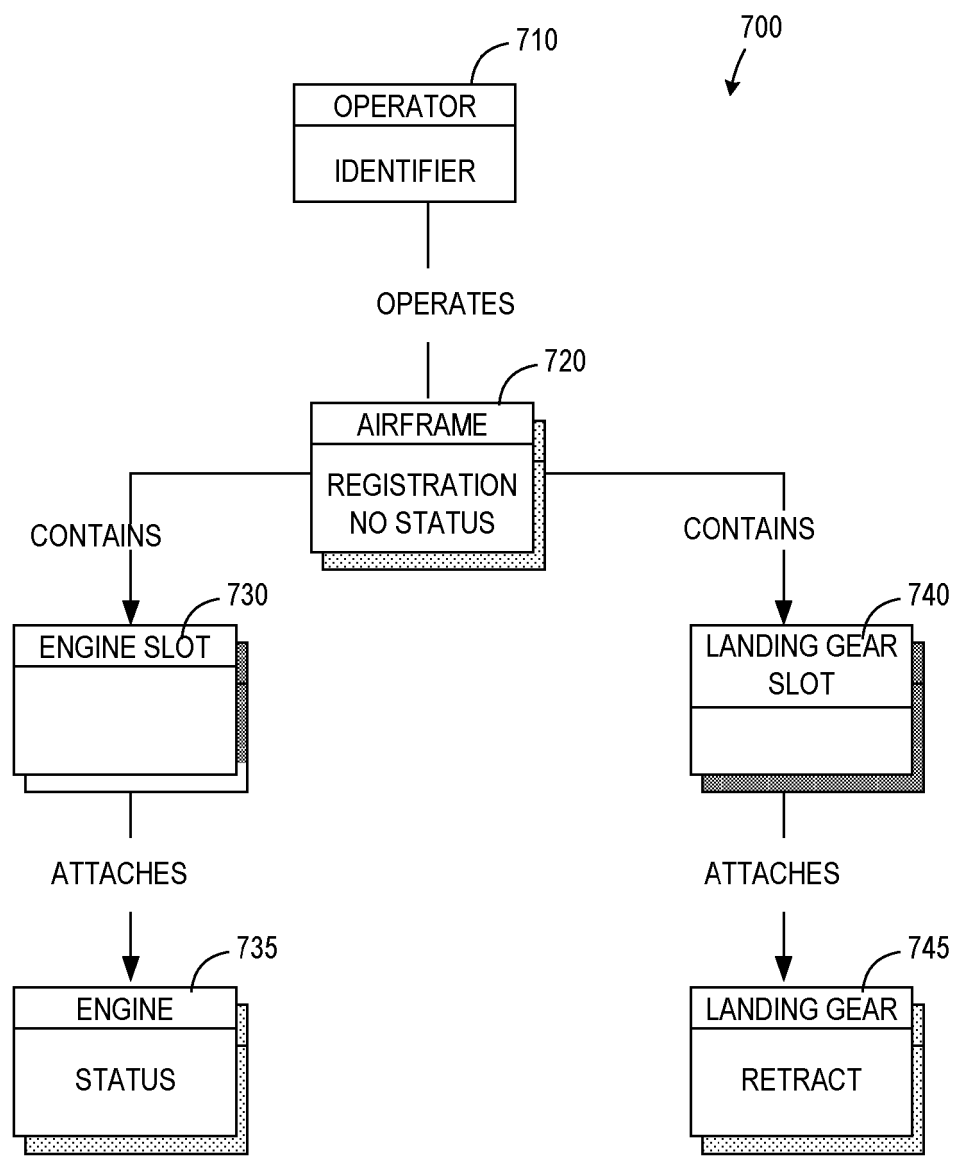 700
710
OPERATOR
IDENTIFIER
OPERATES
720
AIRFRAME
REGISTRATION
NO STATUS
CONTAINS
CONTAINS
730
ENGINE SLOT
740
LANDING GEAR
SLOT
ATTACHES
ATTACHES
735
ENGINE
STATUS
745
LANDING GEAR
RETRACT